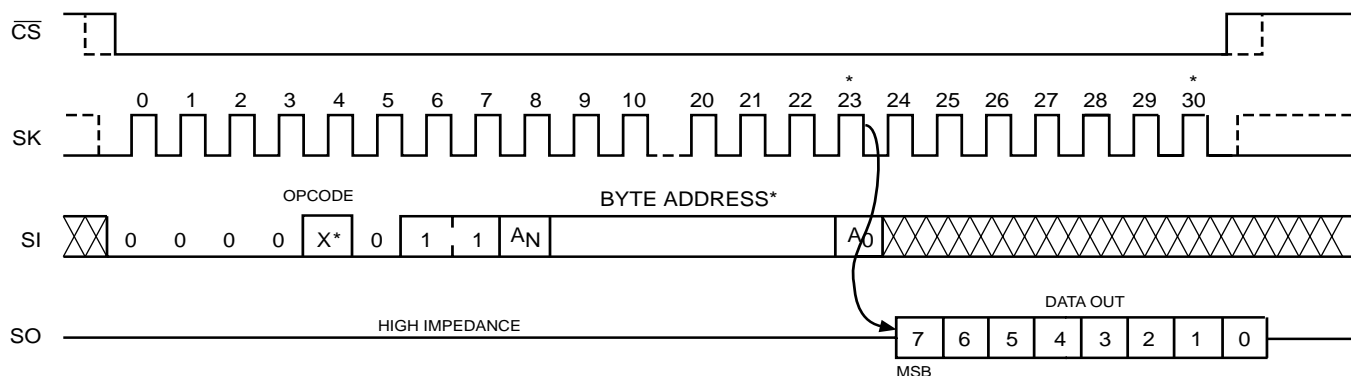 CS
* *
0 1 2 3 4 5 6 7 8 9 10 20 21 22 23 24 25 26 27 28 29 30
SK
OPCODE
BYTE ADDRESS*
SI 0 0 0 0 X* 0 1 1 AN A0
DATA OUT
HIGH IMPEDANCE
SO 7 6 5 4 3 2 1 0
MSB